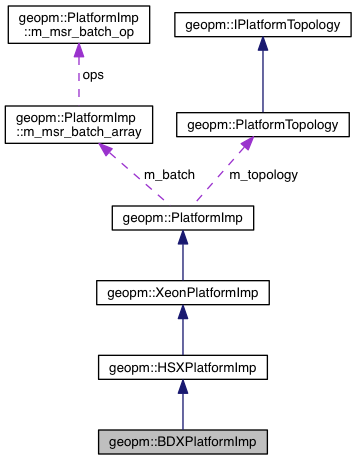 geopm::PlatformImp
::m_msr_batch_op
geopm::IPlatformTopology
ops
geopm::PlatformImp
::m_msr_batch_array
geopm::PlatformTopology
m_batch
m_topology
geopm::PlatformImp
geopm::XeonPlatformImp
geopm::HSXPlatformImp
geopm::BDXPlatformImp